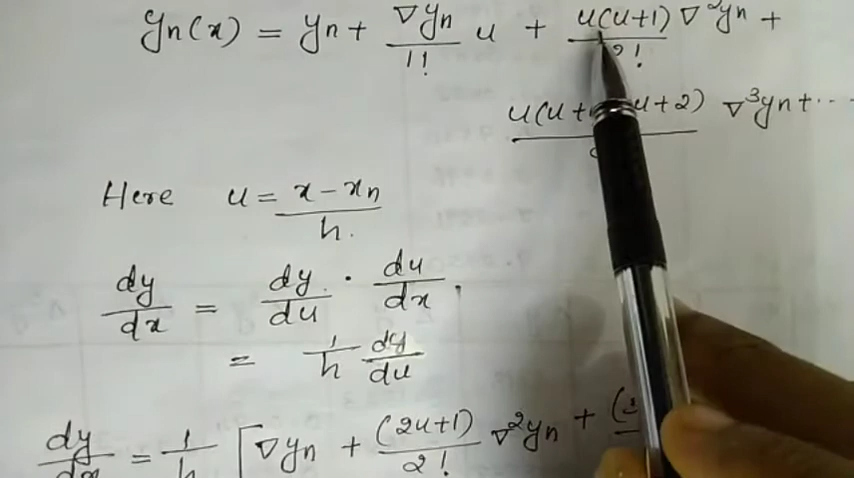 yn(x) = yn + ∇yn/1! u + u(u+1)/2! ∇²yn +
u(u+ u+2) ∇³yn + ...
Here u = x - xn/h.
dy/dx = dy/du · du/dx.
= 1/h dy/du
dy/dx = 1/h [∇yn + (2u+1)/2! ∇²yn + (